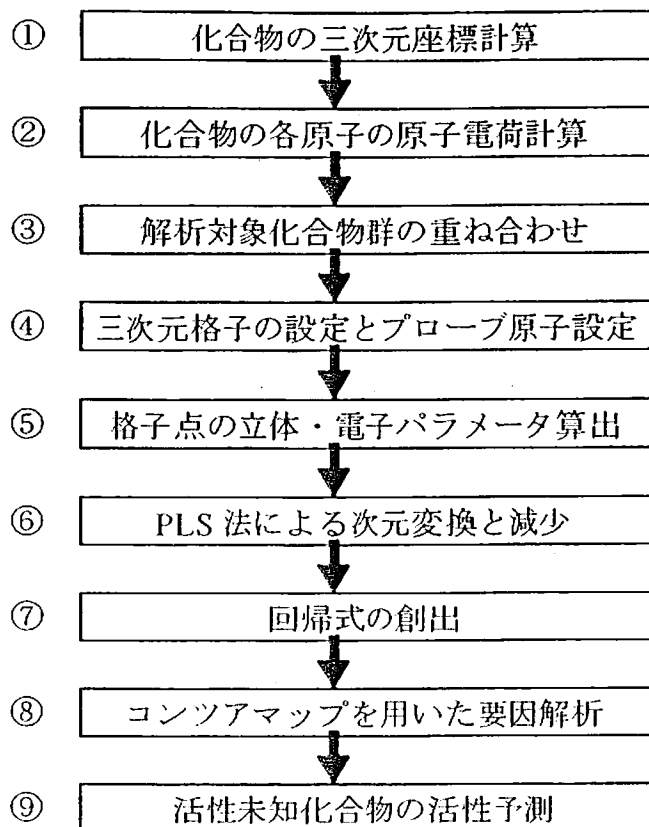 ① 化合物の三次元座標計算
② 化合物の各原子の原子電荷計算
③ 解析対象化合物群の重ね合わせ
④ 三次元格子の設定とプローブ原子設定
⑤ 格子点の立体・電子パラメータ算出
⑥ PLS 法による次元変換と減少
⑦ 回帰式の創出
⑧ コンツアマップを用いた要因解析
⑨ 活性未知化合物の活性予測